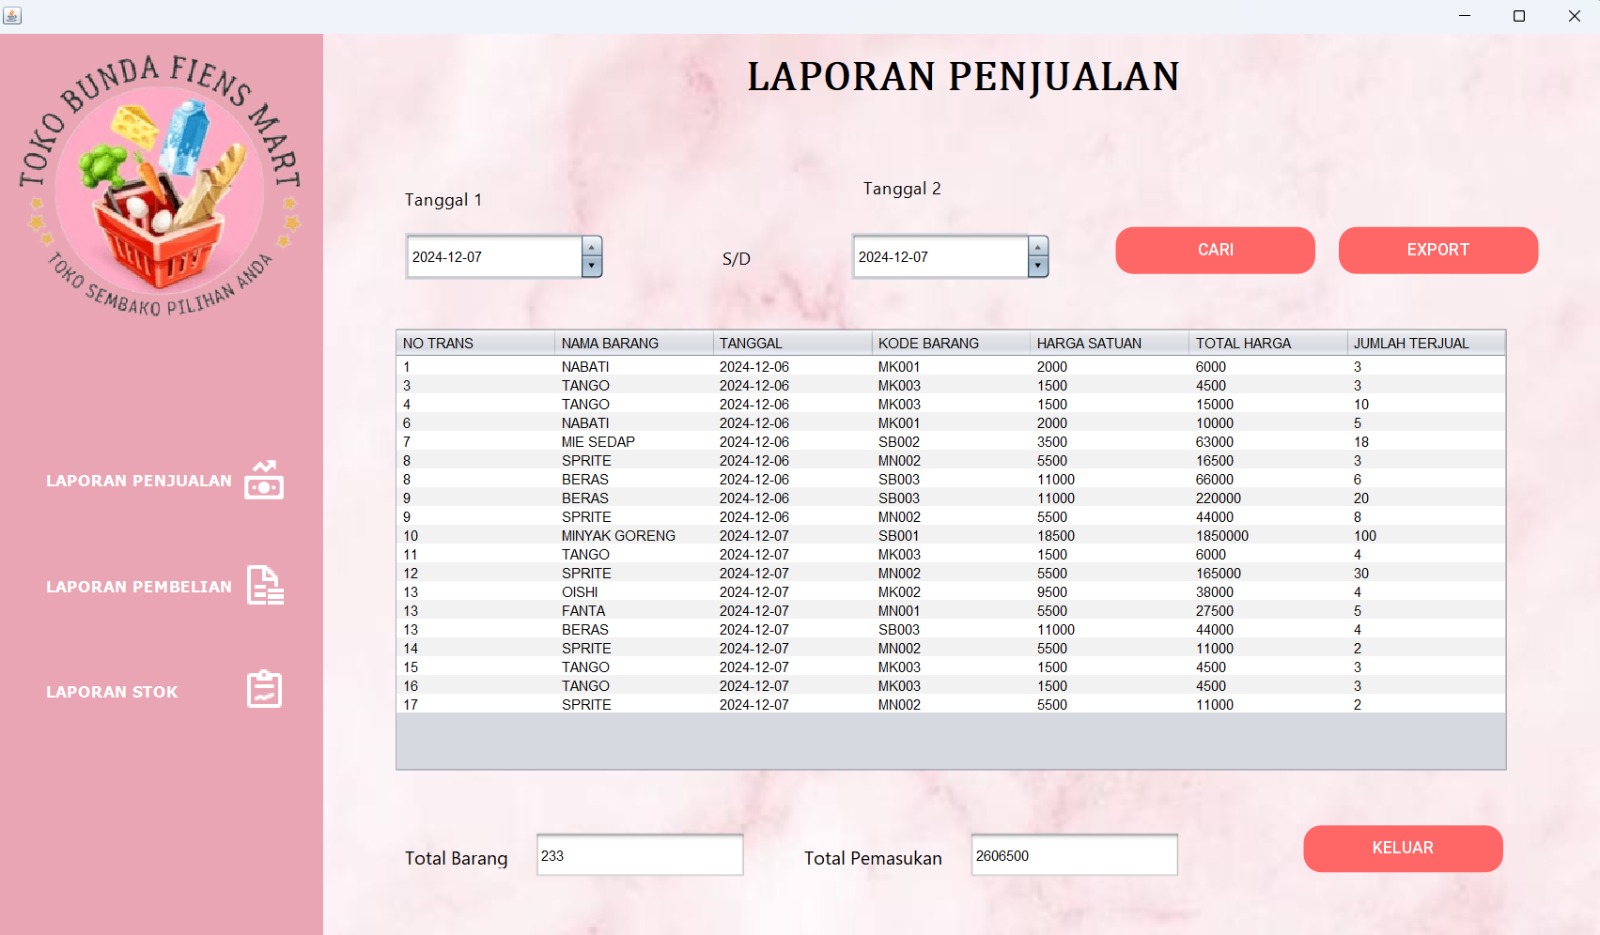 TOKO BUNDA FIENS MART
TOKO SEMBAKO PILIHAN ANDA
LAPORAN PENJUALAN
LAPORAN PEMBELIAN
LAPORAN STOK
LAPORAN PENJUALAN
Tanggal 1
Tanggal 2
2024-12-07 S/D 2024-12-07 CARI EXPORT
NO TRANS NAMA BARANG TANGGAL KODE BARANG HARGA SATUAN TOTAL HARGA JUMLAH TERJUAL
1 NABATI 2024-12-06 MK001 2000 6000 3
3 TANGO 2024-12-06 MK003 1500 4500 3
4 TANGO 2024-12-06 MK003 1500 15000 10
6 NABATI 2024-12-06 MK001 2000 10000 5
7 MIE SEDAP 2024-12-06 SB002 3500 63000 18
8 SPRITE 2024-12-06 MN002 5500 16500 3
8 BERAS 2024-12-06 SB003 11000 66000 6
9 BERAS 2024-12-06 SB003 11000 220000 20
9 SPRITE 2024-12-06 MN002 5500 44000 8
10 MINYAK GORENG 2024-12-07 SB001 18500 1850000 100
11 TANGO 2024-12-07 MK003 1500 6000 4
12 SPRITE 2024-12-07 MN002 5500 165000 30
13 OISHI 2024-12-07 MK002 9500 38000 4
13 FANTA 2024-12-07 MN001 5500 27500 5
13 BERAS 2024-12-07 SB003 11000 44000 4
14 SPRITE 2024-12-07 MN002 5500 11000 2
15 TANGO 2024-12-07 MK003 1500 4500 3
16 TANGO 2024-12-07 MK003 1500 4500 3
17 SPRITE 2024-12-07 MN002 5500 11000 2
Total Barang 233 Total Pemasukan 2606500 KELUAR